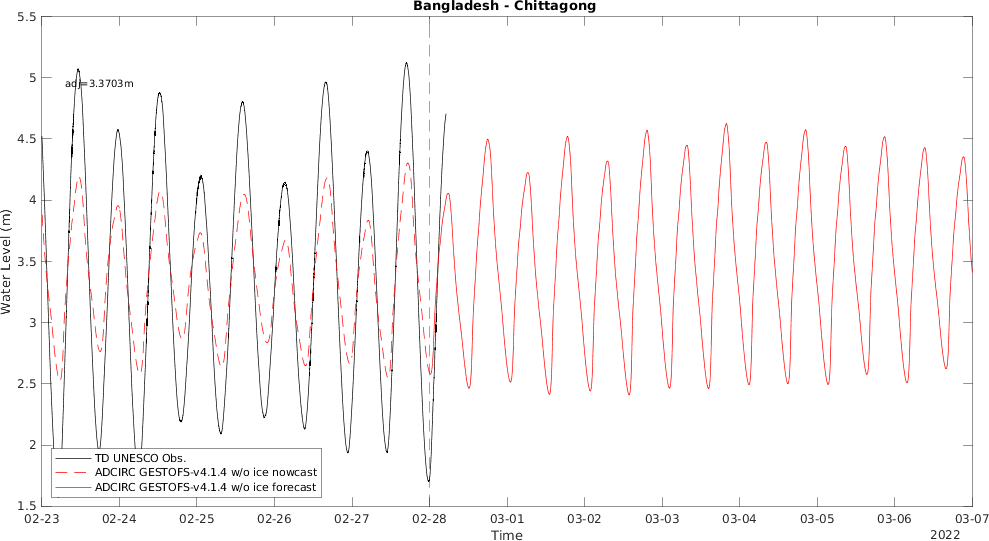 Bangladesh - Chittagong
5.5
5
4.5
4
3.5
3
2.5
2
1.5
Water Level (m)
adj=3.3703m
TD UNESCO Obs.
ADCIRC GESTOFS-v4.1.4 w/o ice nowcast
ADCIRC GESTOFS-v4.1.4 w/o ice forecast
02-23 02-24 02-25 02-26 02-27 02-28 03-01 03-02 03-03 03-04 03-05 03-06 03-07
Time
2022